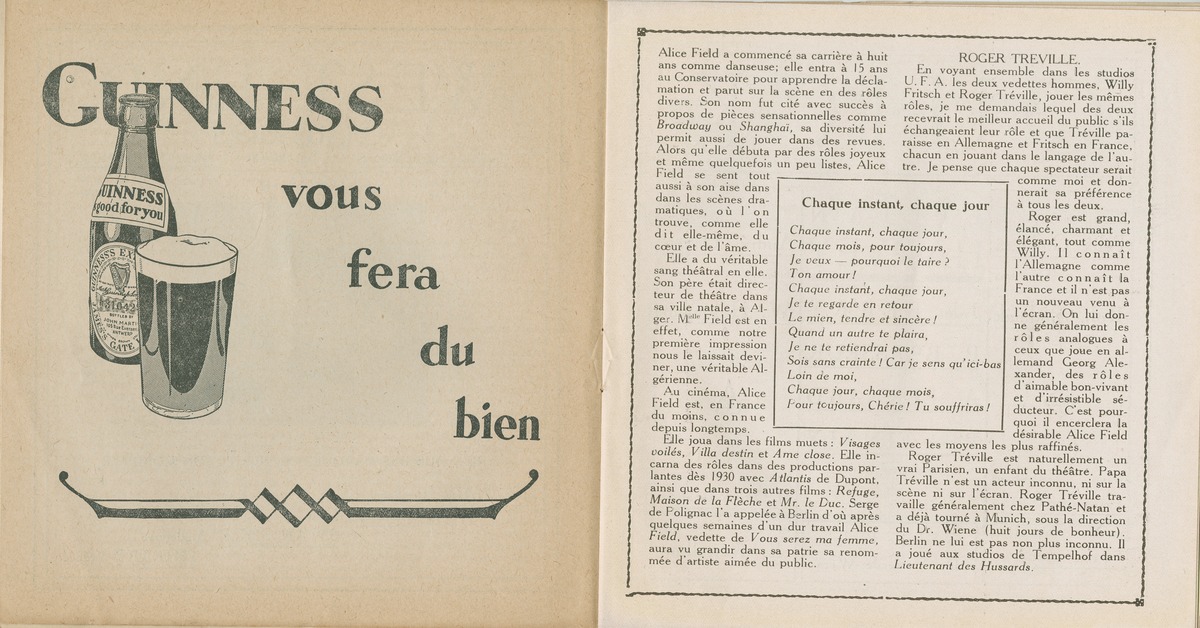 GUINNESS
GUINNESS
good for you
GUINNESS'S EX
JOHN MARTI
ANTWERP
JAMES'S GATE
vous
fera
du
bien
Alice Field a commencé sa carrière à huit
ans comme danseuse; elle entra à 15 ans
au Conservatoire pour apprendre la décla-
mation et parut sur la scène en des rôles
divers. Son nom fut cité avec succès à
propos de pièces sensationnelles comme
Broadway ou Shanghaï, sa diversité lui
permit aussi de jouer dans des revues.
Alors qu'elle débuta par des rôles joyeux
et même quelquefois un peu listes, Alice
Field se sent tout
aussi à son aise dans
dans les scènes dra-
matiques, où l'on
trouve, comme elle
dit elle-même, du
cœur et de l'âme.
Elle a du véritable
sang théâtral en elle.
Son père était direc-
teur de théâtre dans
sa ville natale, à Al-
ger. Mlle Field est en
effet, comme notre
première impression
nous le laissait devi-
ner, une véritable Al-
gérienne.
Au cinéma, Alice
Field est, en France
du moins, connue
depuis longtemps.
Elle joua dans les films muets : Visages
voilés, Villa destin et Ame close. Elle in-
carna des rôles dans des productions par-
lantes dès 1930 avec Atlantis de Dupont,
ainsi que dans trois autres films : Refuge,
Maison de la Flèche et Mr. le Duc. Serge
de Polignac l'a appelée à Berlin d'où après
quelques semaines d'un dur travail Alice
Field, vedette de Vous serez ma femme,
aura vu grandir dans sa patrie sa renom-
mée d'artiste aimée du public.
Chaque instant, chaque jour
Chaque instant, chaque jour,
Chaque mois, pour toujours,
Je veux — pourquoi le taire ?
Ton amour !
Chaque instant, chaque jour,
Je te regarde en retour
Le mien, tendre et sincère !
Quand un autre te plaira,
Je ne te retiendrai pas,
Sois sans crainte ! Car je sens qu'ici-bas
Loin de moi,
Chaque jour, chaque mois,
Pour toujours, Chérie ! Tu souffriras !
ROGER TREVILLE.
En voyant ensemble dans les studios
U. F. A. les deux vedettes hommes, Willy
Fritsch et Roger Tréville, jouer les mêmes
rôles, je me demandais lequel des deux
recevrait le meilleur accueil du public s'ils
échangeaient leur rôle et que Tréville pa-
raisse en Allemagne et Fritsch en France,
chacun en jouant dans le langage de l'au-
tre. Je pense que chaque spectateur serait
comme moi et don-
nerait sa préférence
à tous les deux.
Roger est grand,
élancé, charmant et
élégant, tout comme
Willy. Il connaît
l'Allemagne comme
l'autre connaît la
France et il n'est pas
un nouveau venu à
l'écran. On lui don-
ne généralement les
rôles analogues à
ceux que joue en al-
lemand Georg Ale-
xander, des rôles
d'aimable bon-vivant
et d'irrésistible sé-
ducteur. C'est pour-
quoi il encerclera la
désirable Alice Field
avec les moyens les plus raffinés.
Roger Tréville est naturellement un
vrai Parisien, un enfant du théâtre. Papa
Tréville n'est un acteur inconnu, ni sur la
scène ni sur l'écran. Roger Tréville tra-
vaille généralement chez Pathé-Natan et
a déjà tourné à Munich, sous la direction
du Dr. Wiene (huit jours de bonheur).
Berlin ne lui est pas non plus inconnu. Il
a joué aux studios de Tempelhof dans
Lieutenant des Hussards.